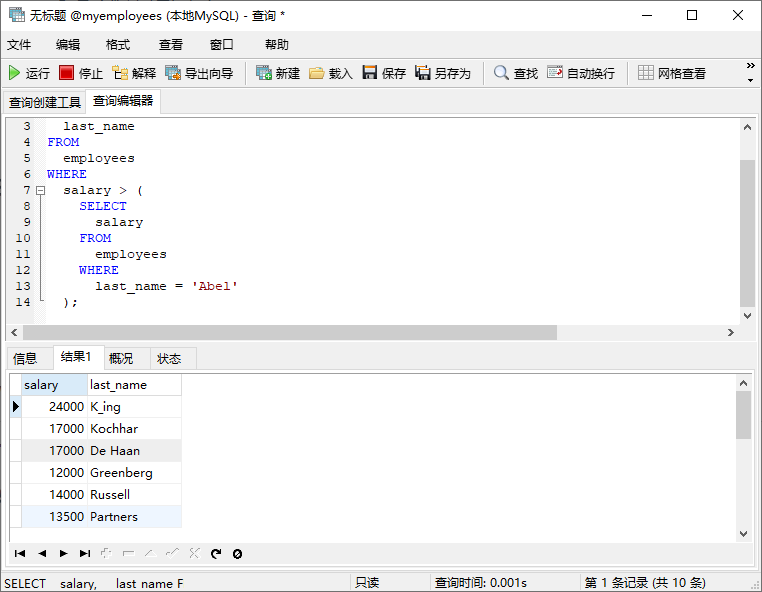 无标题 @myemployees (本地MySQL) - 查询 *
文件 编辑 格式 查看 窗口 帮助
运行 停止 解释 导出向导 新建 载入 保存 另存为 查找 自动换行 网格查看
查询创建工具 查询编辑器
3 last_name
4 FROM
5 employees
6 WHERE
7 salary > (
8 SELECT
9 salary
10 FROM
11 employees
12 WHERE
13 last_name = 'Abel'
14 );
信息 结果1 概况 状态
salary last_name
24000 K_ing
17000 Kochhar
17000 De Haan
12000 Greenberg
14000 Russell
13500 Partners
SELECT salary, last name F 只读 查询时间: 0.001s 第 1 条记录 (共 10 条)